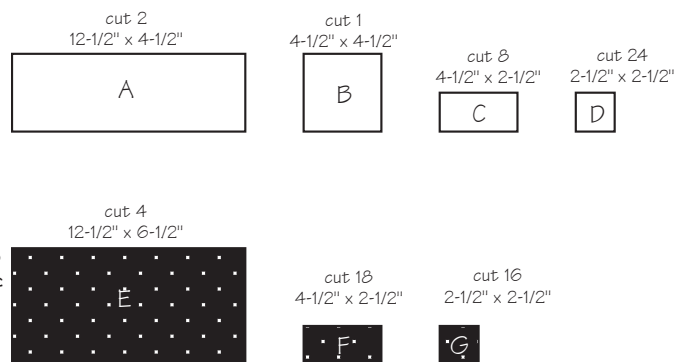 cut 2
12-1/2" x 4-1/2"
A
cut 1
4-1/2" x 4-1/2"
B
cut 8
4-1/2" x 2-1/2"
C
cut 24
2-1/2" x 2-1/2"
D
cut 4
12-1/2" x 6-1/2"
E
cut 18
4-1/2" x 2-1/2"
F
cut 16
2-1/2" x 2-1/2"
G